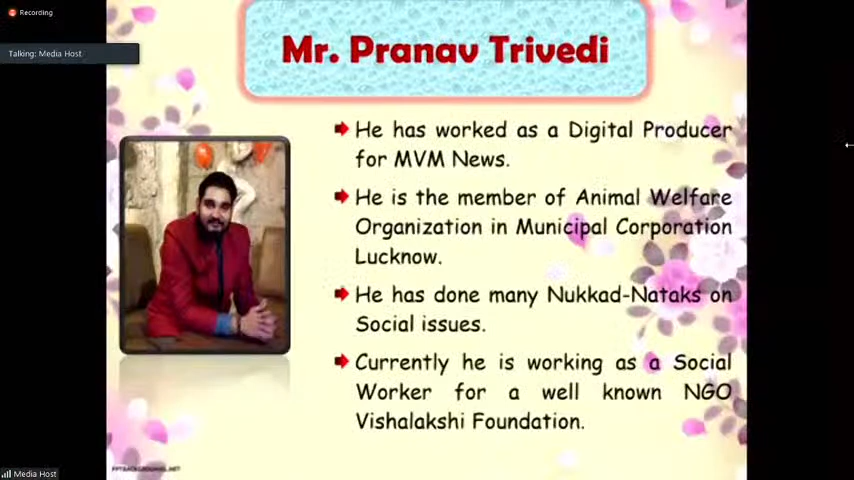 Recording
Talking: Media Host
Mr. Pranav Trivedi
He has worked as a Digital Producer
for MVM News.
He is the member of Animal Welfare
Organization in Municipal Corporation
Lucknow.
He has done many Nukkad-Nataks on
Social issues.
Currently he is working as a Social
Worker for a well known NGO
Vishalakshi Foundation.
PPTBACKGROUNDS.NET
Media Host